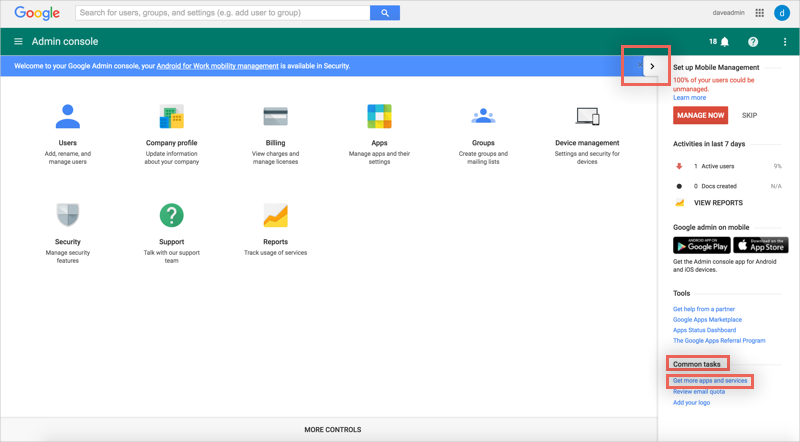 Google
Search for users, groups, and settings (e.g. add user to group)
daveadmin
d
Admin console
18
Welcome to your Google Admin console, your Android for Work mobility management is available in Security.
Users
Add, rename, and
manage users
Company profile
Update information
about your company
Billing
View charges and
manage licenses
Apps
Manage apps and their
settings
Groups
Create groups and
mailing lists
Device management
Settings and security for
devices
Security
Manage security
features
Support
Talk with our support
team
Reports
Track usage of services
MORE CONTROLS
Set up Mobile Management
100% of your users could be
unmanaged.
Learn more
MANAGE NOW
SKIP
Activities in last 7 days
1 Active users 9%
0 Docs created N/A
VIEW REPORTS
Google admin on mobile
ANDROID APP ON
Google Play
Download on the
App Store
Get the Admin console app for Android
and iOS devices.
Tools
Get help from a partner
Google Apps Marketplace
Apps Status Dashboard
The Google Apps Referral Program
Common tasks
Get more apps and services
Review email quota
Add your logo